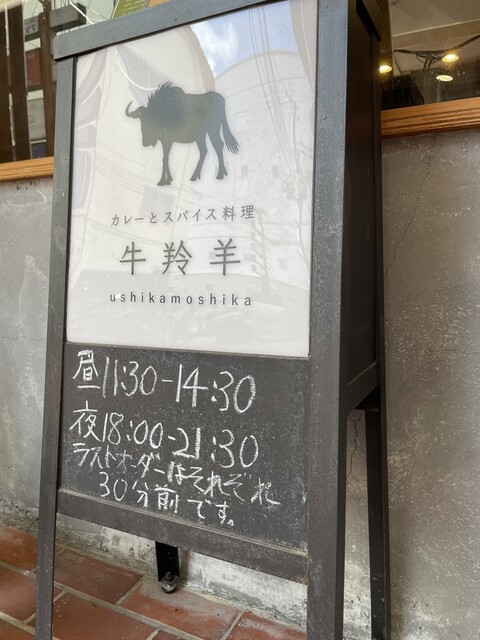 カレーとスパイス料理
牛羚羊
ushikamoshika
昼11:30-14:30
夜18:00-21:30
ラストオーダーはそれぞれ
30分前です。